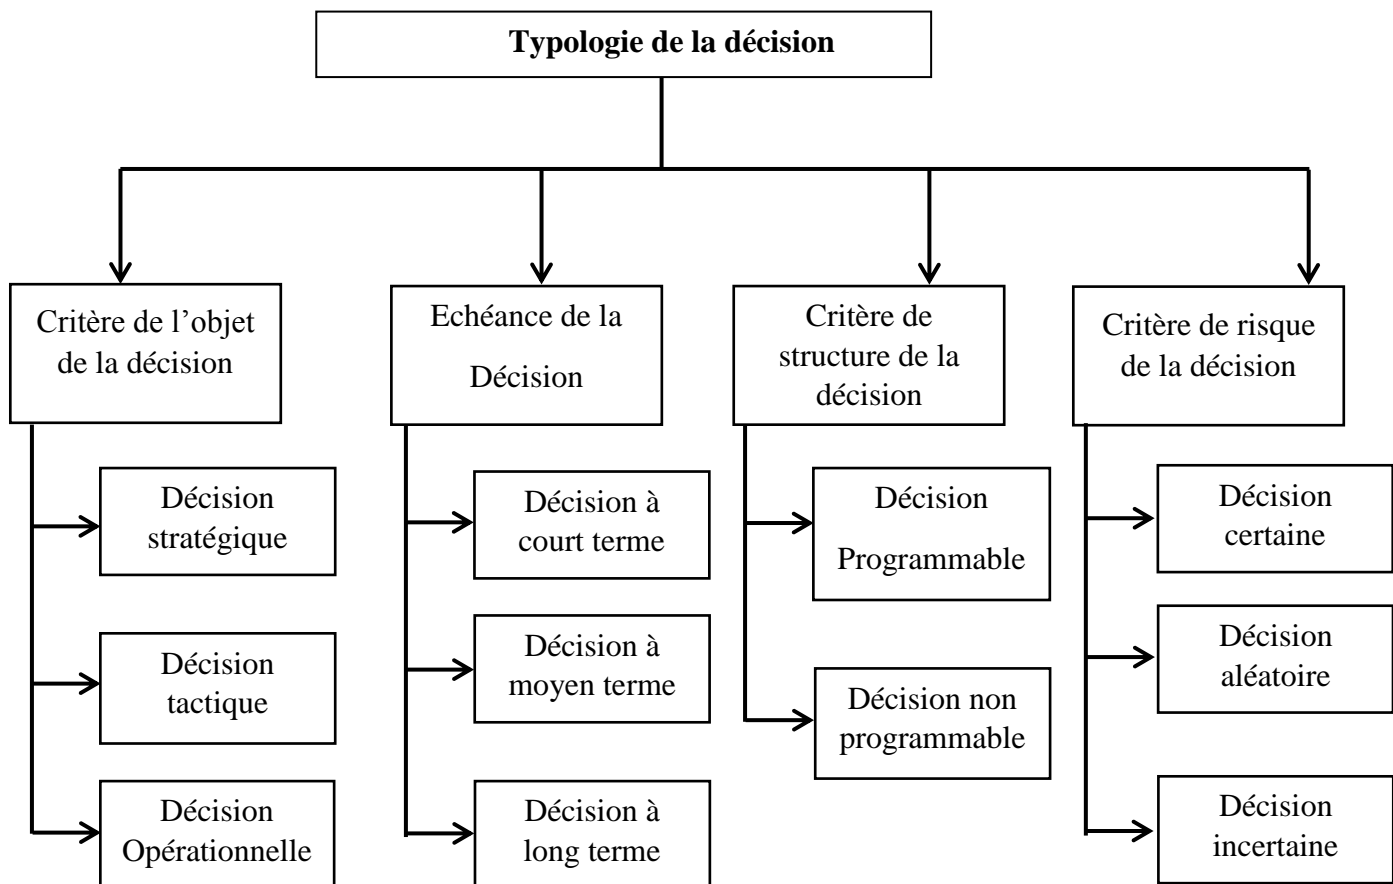 Typologie de la décision
Critère de l’objet
de la décision
Echéance de la
Décision
Critère de
structure de la
décision
Critère de risque
de la décision
Décision
stratégique
Décision
tactique
Décision
Opérationnelle
Décision à
court terme
Décision à
moyen terme
Décision à
long terme
Décision
Programmable
Décision non
programmable
Décision
certaine
Décision
aléatoire
Décision
incertaine